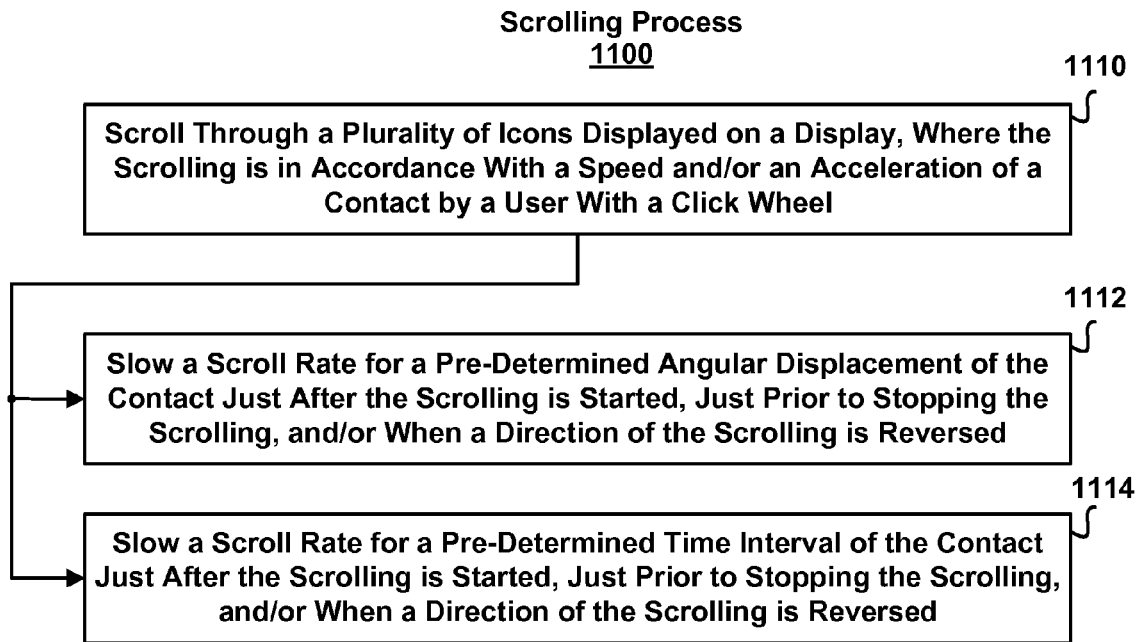 Scrolling Process
1100
1110
Scroll Through a Plurality of Icons Displayed on a Display, Where the
Scrolling is in Accordance With a Speed and/or an Acceleration of a
Contact by a User With a Click Wheel
1112
Slow a Scroll Rate for a Pre-Determined Angular Displacement of the
Contact Just After the Scrolling is Started, Just Prior to Stopping the
Scrolling, and/or When a Direction of the Scrolling is Reversed
1114
Slow a Scroll Rate for a Pre-Determined Time Interval of the Contact
Just After the Scrolling is Started, Just Prior to Stopping the Scrolling,
and/or When a Direction of the Scrolling is Reversed